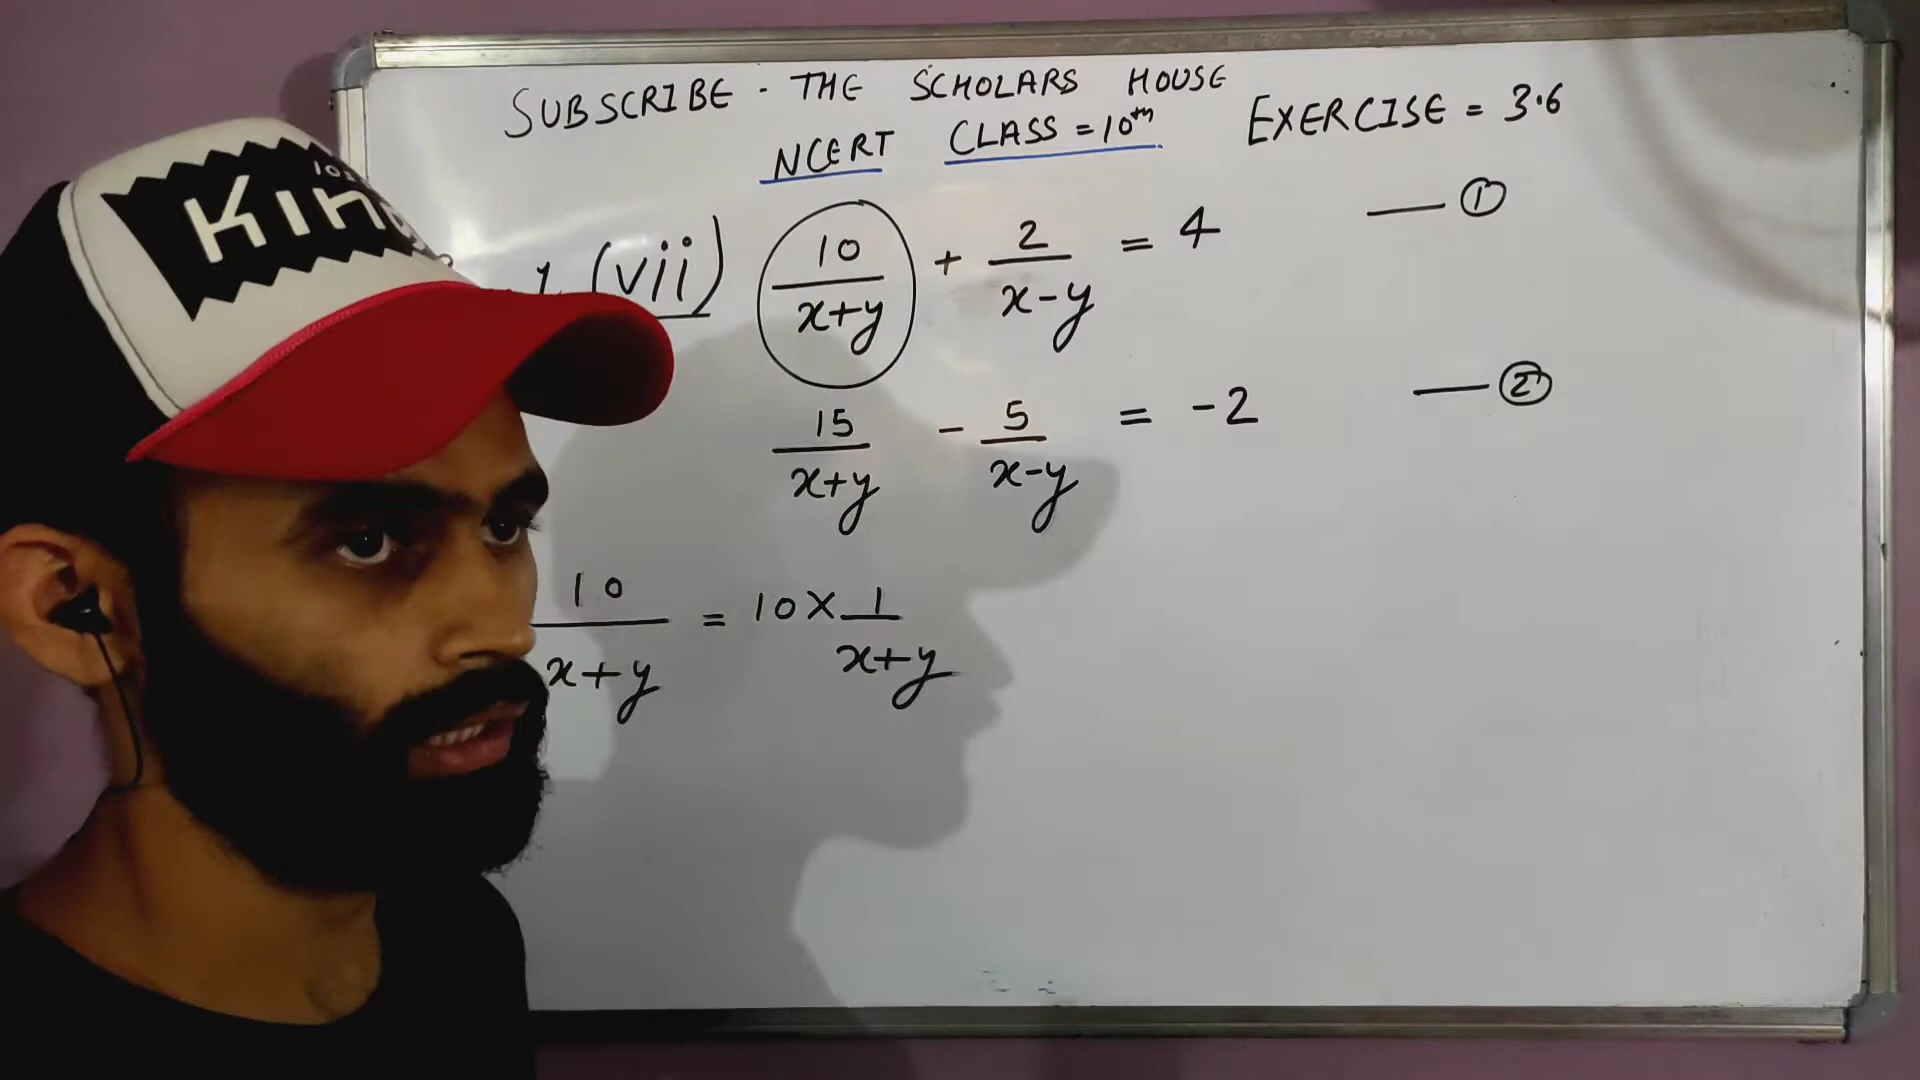 SUBSCRIBE - THE SCHOLARS HOUSE
NCERT CLASS = 10th EXERCISE = 3.6
1. (vii) 10/(x+y) + 2/(x-y) = 4 — ①
15/(x+y) - 5/(x-y) = -2 — ②
10/(x+y) = 10 × 1/(x+y)